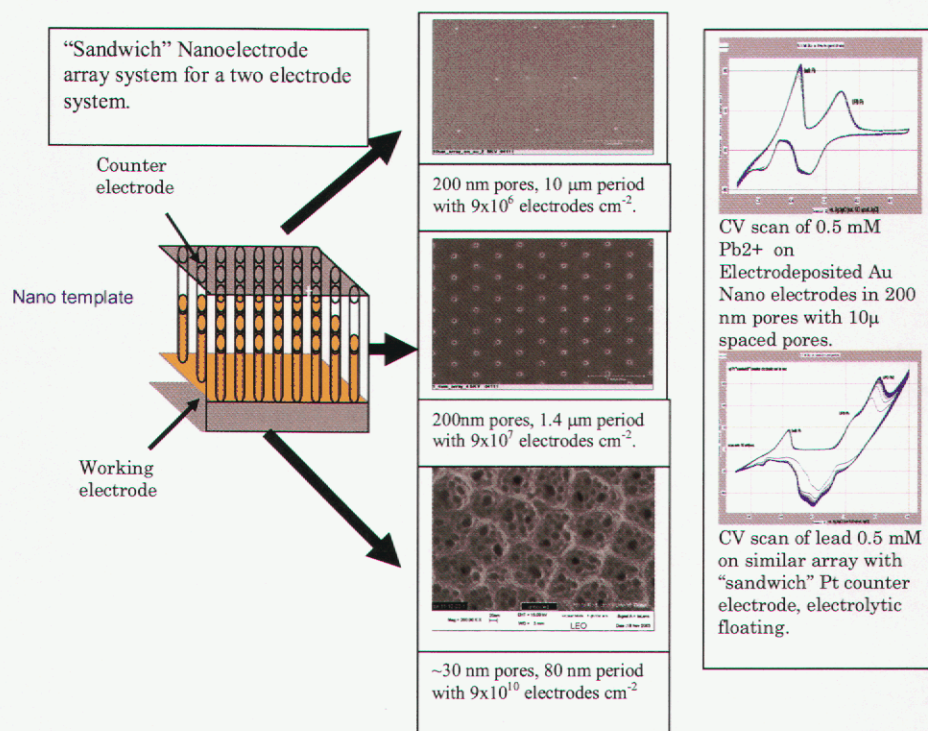 “Sandwich” Nanoelectrode
array system for a two electrode
system.
Counter
electrode
Nano template
Working
electrode
200 nm pores, 10 μm period
with 9x10⁶ electrodes cm⁻².
200nm pores, 1.4 μm period
with 9x10⁷ electrodes cm⁻².
LEO
~30 nm pores, 80 nm period
with 9x10¹⁰ electrodes cm⁻²
CV scan of 0.5 mM
Pb2+ on
Electrodeposited Au
Nano electrodes in 200
nm pores with 10μ
spaced pores.
CV scan of lead 0.5 mM
on similar array with
“sandwich” Pt counter
electrode, electrolytic
floating.